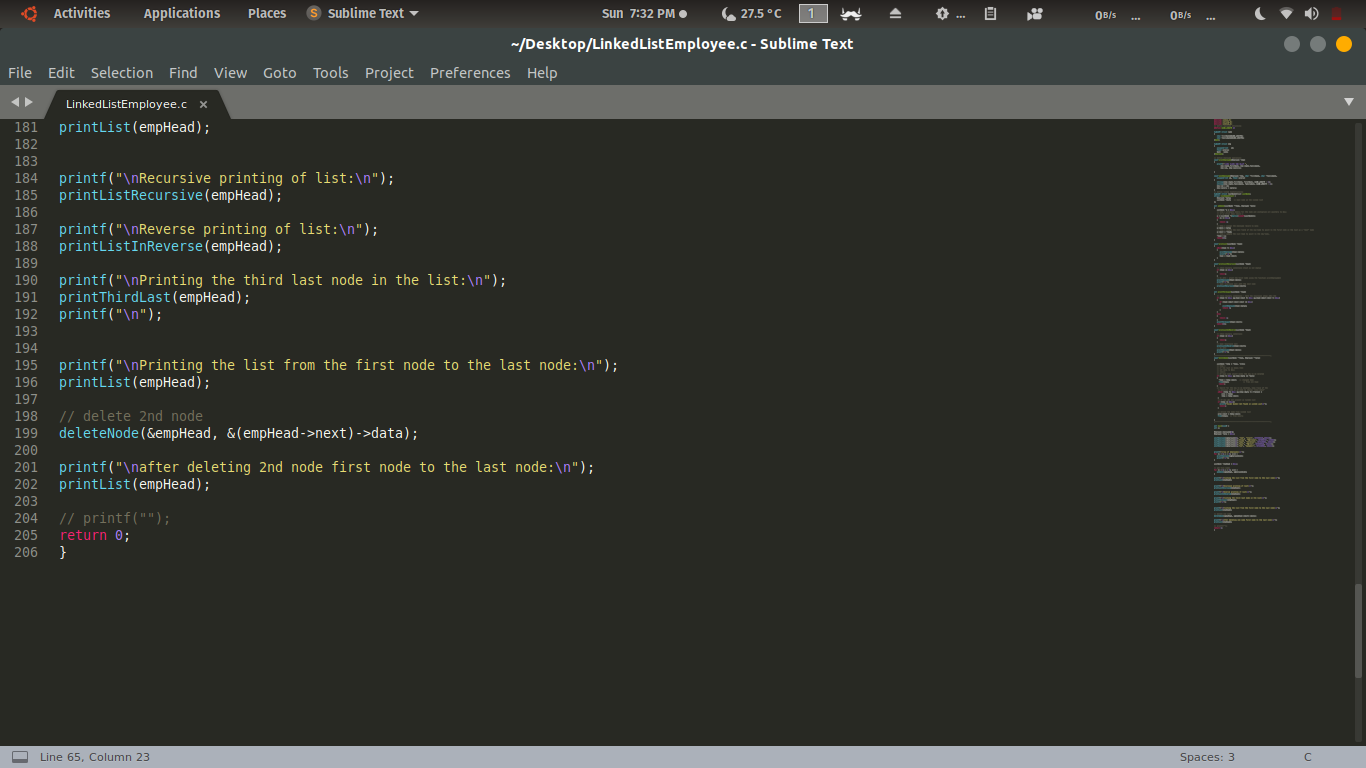 Activities Applications Places Sublime Text Sun 7:32 PM 27.5 °C 1 ... 0B/s ... 0B/s ...
~/Desktop/LinkedListEmployee.c - Sublime Text
File Edit Selection Find View Goto Tools Project Preferences Help
LinkedListEmployee.c ×
181 printList(empHead);
182
183
184 printf("\nRecursive printing of list:\n");
185 printListRecursive(empHead);
186
187 printf("\nReverse printing of list:\n");
188 printListInReverse(empHead);
189
190 printf("\nPrinting the third last node in the list:\n");
191 printThirdLast(empHead);
192 printf("\n");
193
194
195 printf("\nPrinting the list from the first node to the last node:\n");
196 printList(empHead);
197
198 // delete 2nd node
199 deleteNode(&empHead, &(empHead->next)->data);
200
201 printf("\nafter deleting 2nd node first node to the last node:\n");
202 printList(empHead);
203
204 // printf("");
205 return 0;
206 }
Line 65, Column 23 Spaces: 3 C